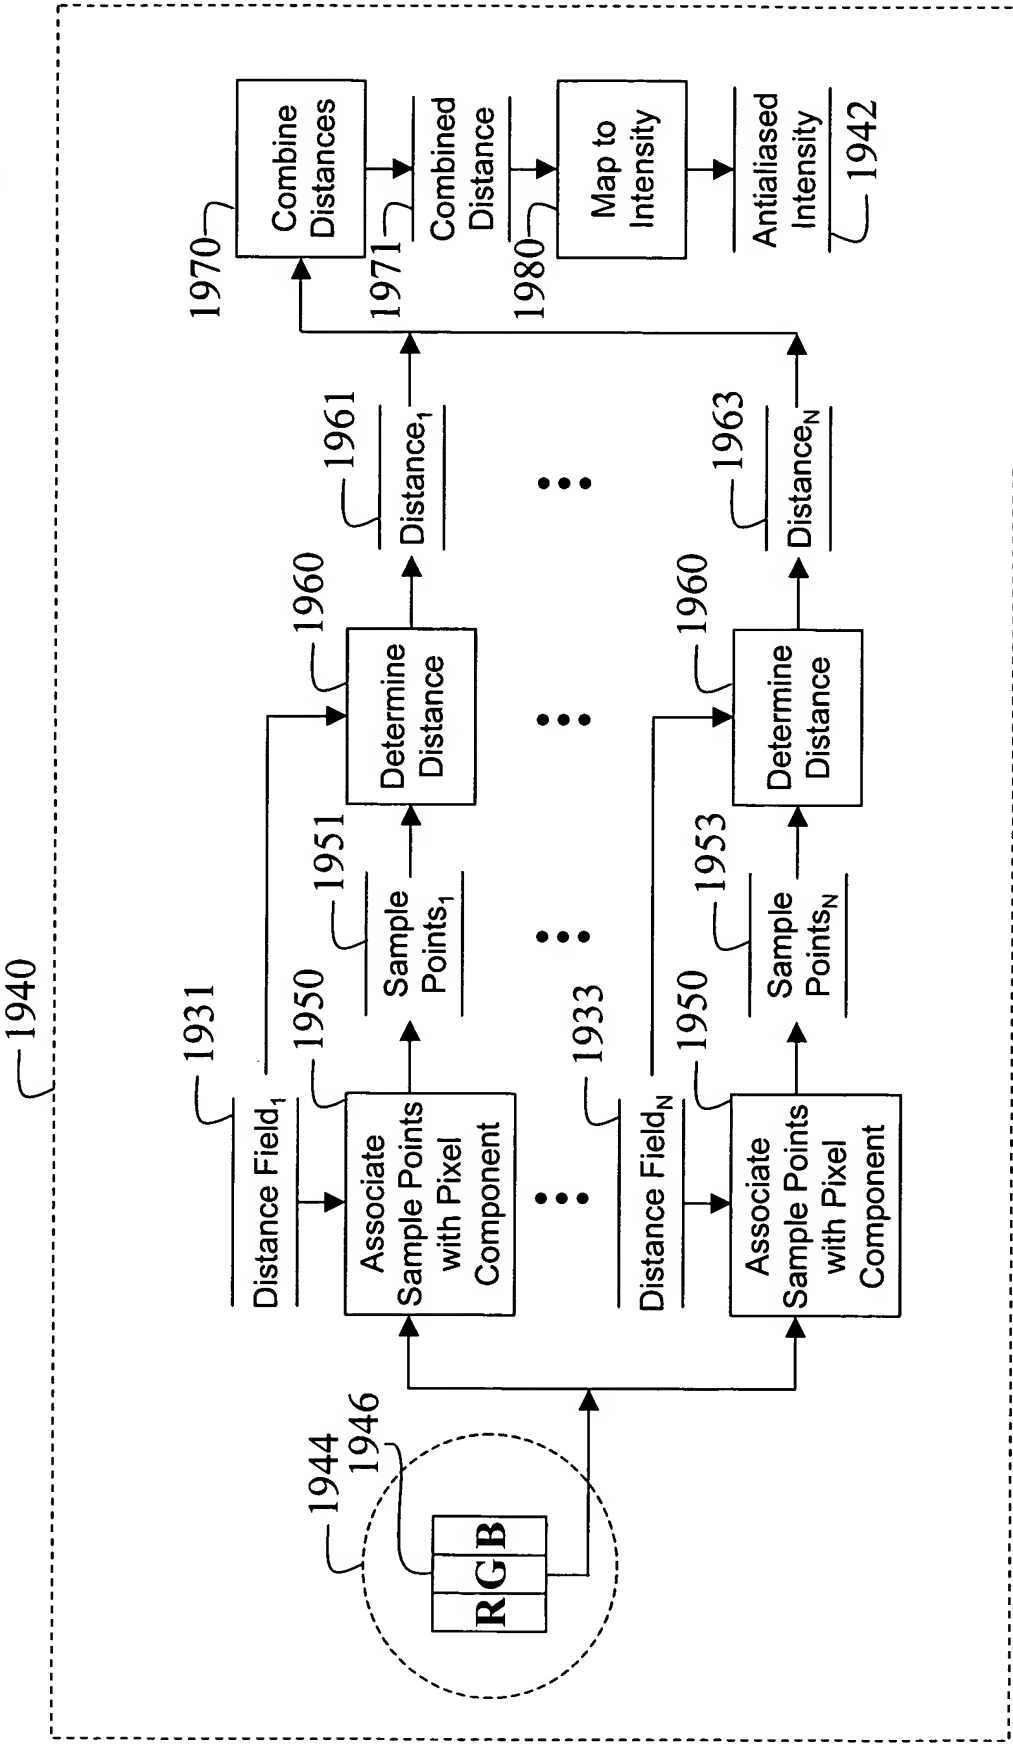 1940
1944
1946
R G B
1931
Distance Field1
1950
Associate
Sample Points
with Pixel
Component
1951
Sample
Points1
1960
Determine
Distance
1961
Distance1
1933
Distance FieldN
1950
Associate
Sample Points
with Pixel
Component
1953
Sample
PointsN
1960
Determine
Distance
1963
DistanceN
1970
Combine
Distances
1971
Combined
Distance
1980
Map to
Intensity
Antialiased
Intensity
1942